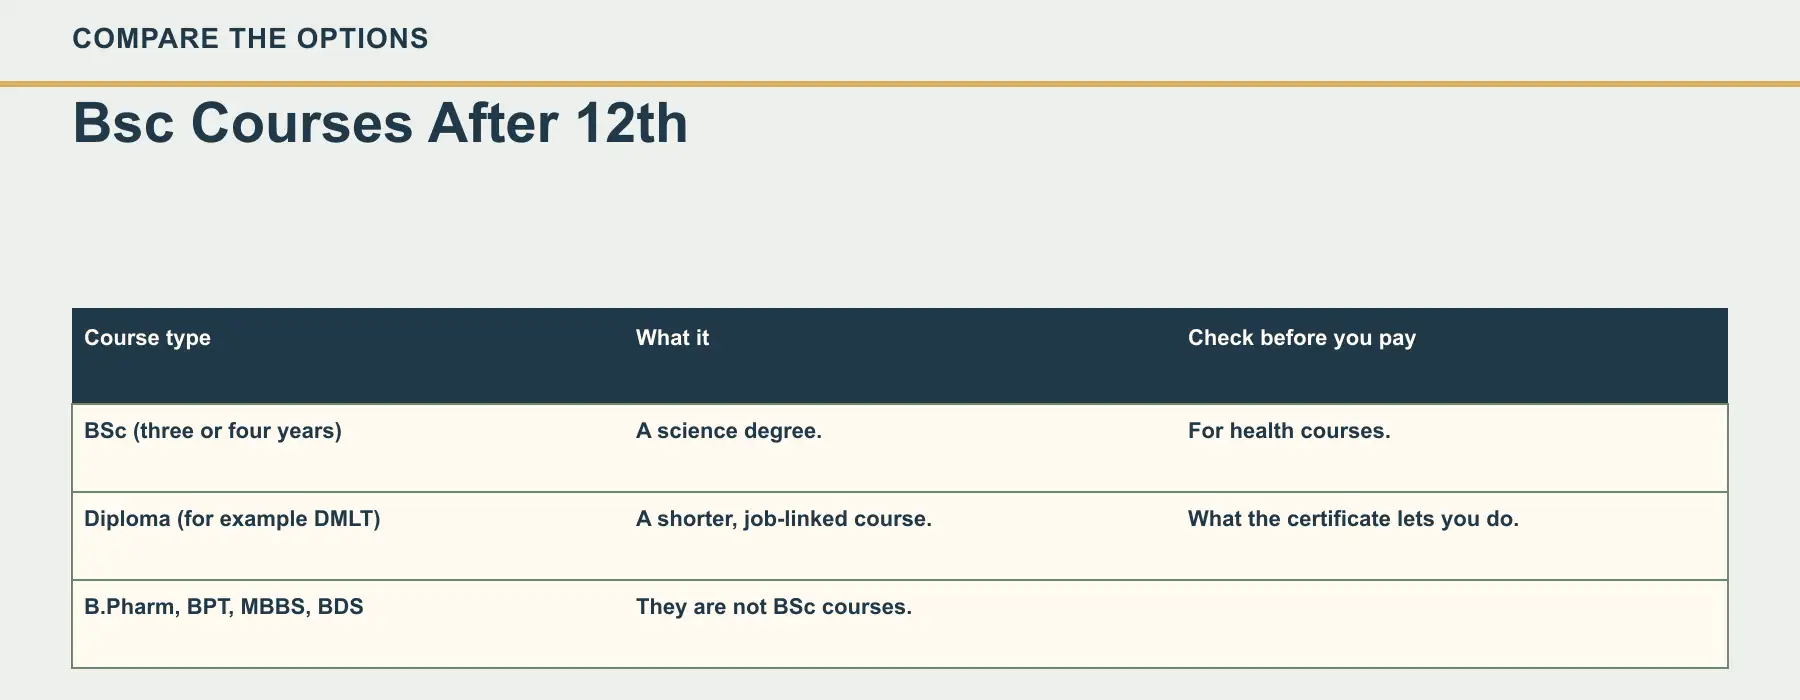 COMPARE THE OPTIONS
Bsc Courses After 12th
Course type What it Check before you pay
BSc (three or four years) A science degree. For health courses.
Diploma (for example DMLT) A shorter, job-linked course. What the certificate lets you do.
B.Pharm, BPT, MBBS, BDS They are not BSc courses.